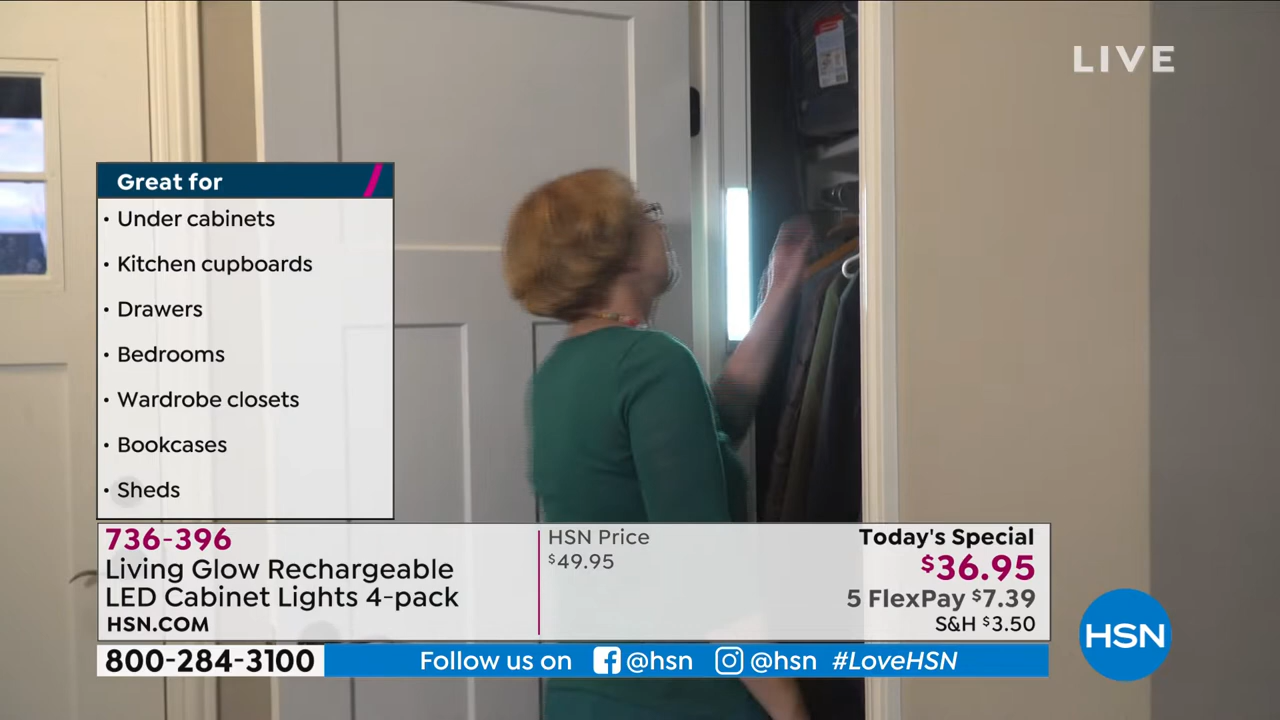 LIVE
Great for
• Under cabinets
• Kitchen cupboards
• Drawers
• Bedrooms
• Wardrobe closets
• Bookcases
• Sheds
736-396
Living Glow Rechargeable
LED Cabinet Lights 4-pack
HSN.COM
HSN Price
$49.95
Today's Special
$36.95
5 FlexPay $7.39
S&H $3.50
HSN
800-284-3100
Follow us on @hsn @hsn #LoveHSN